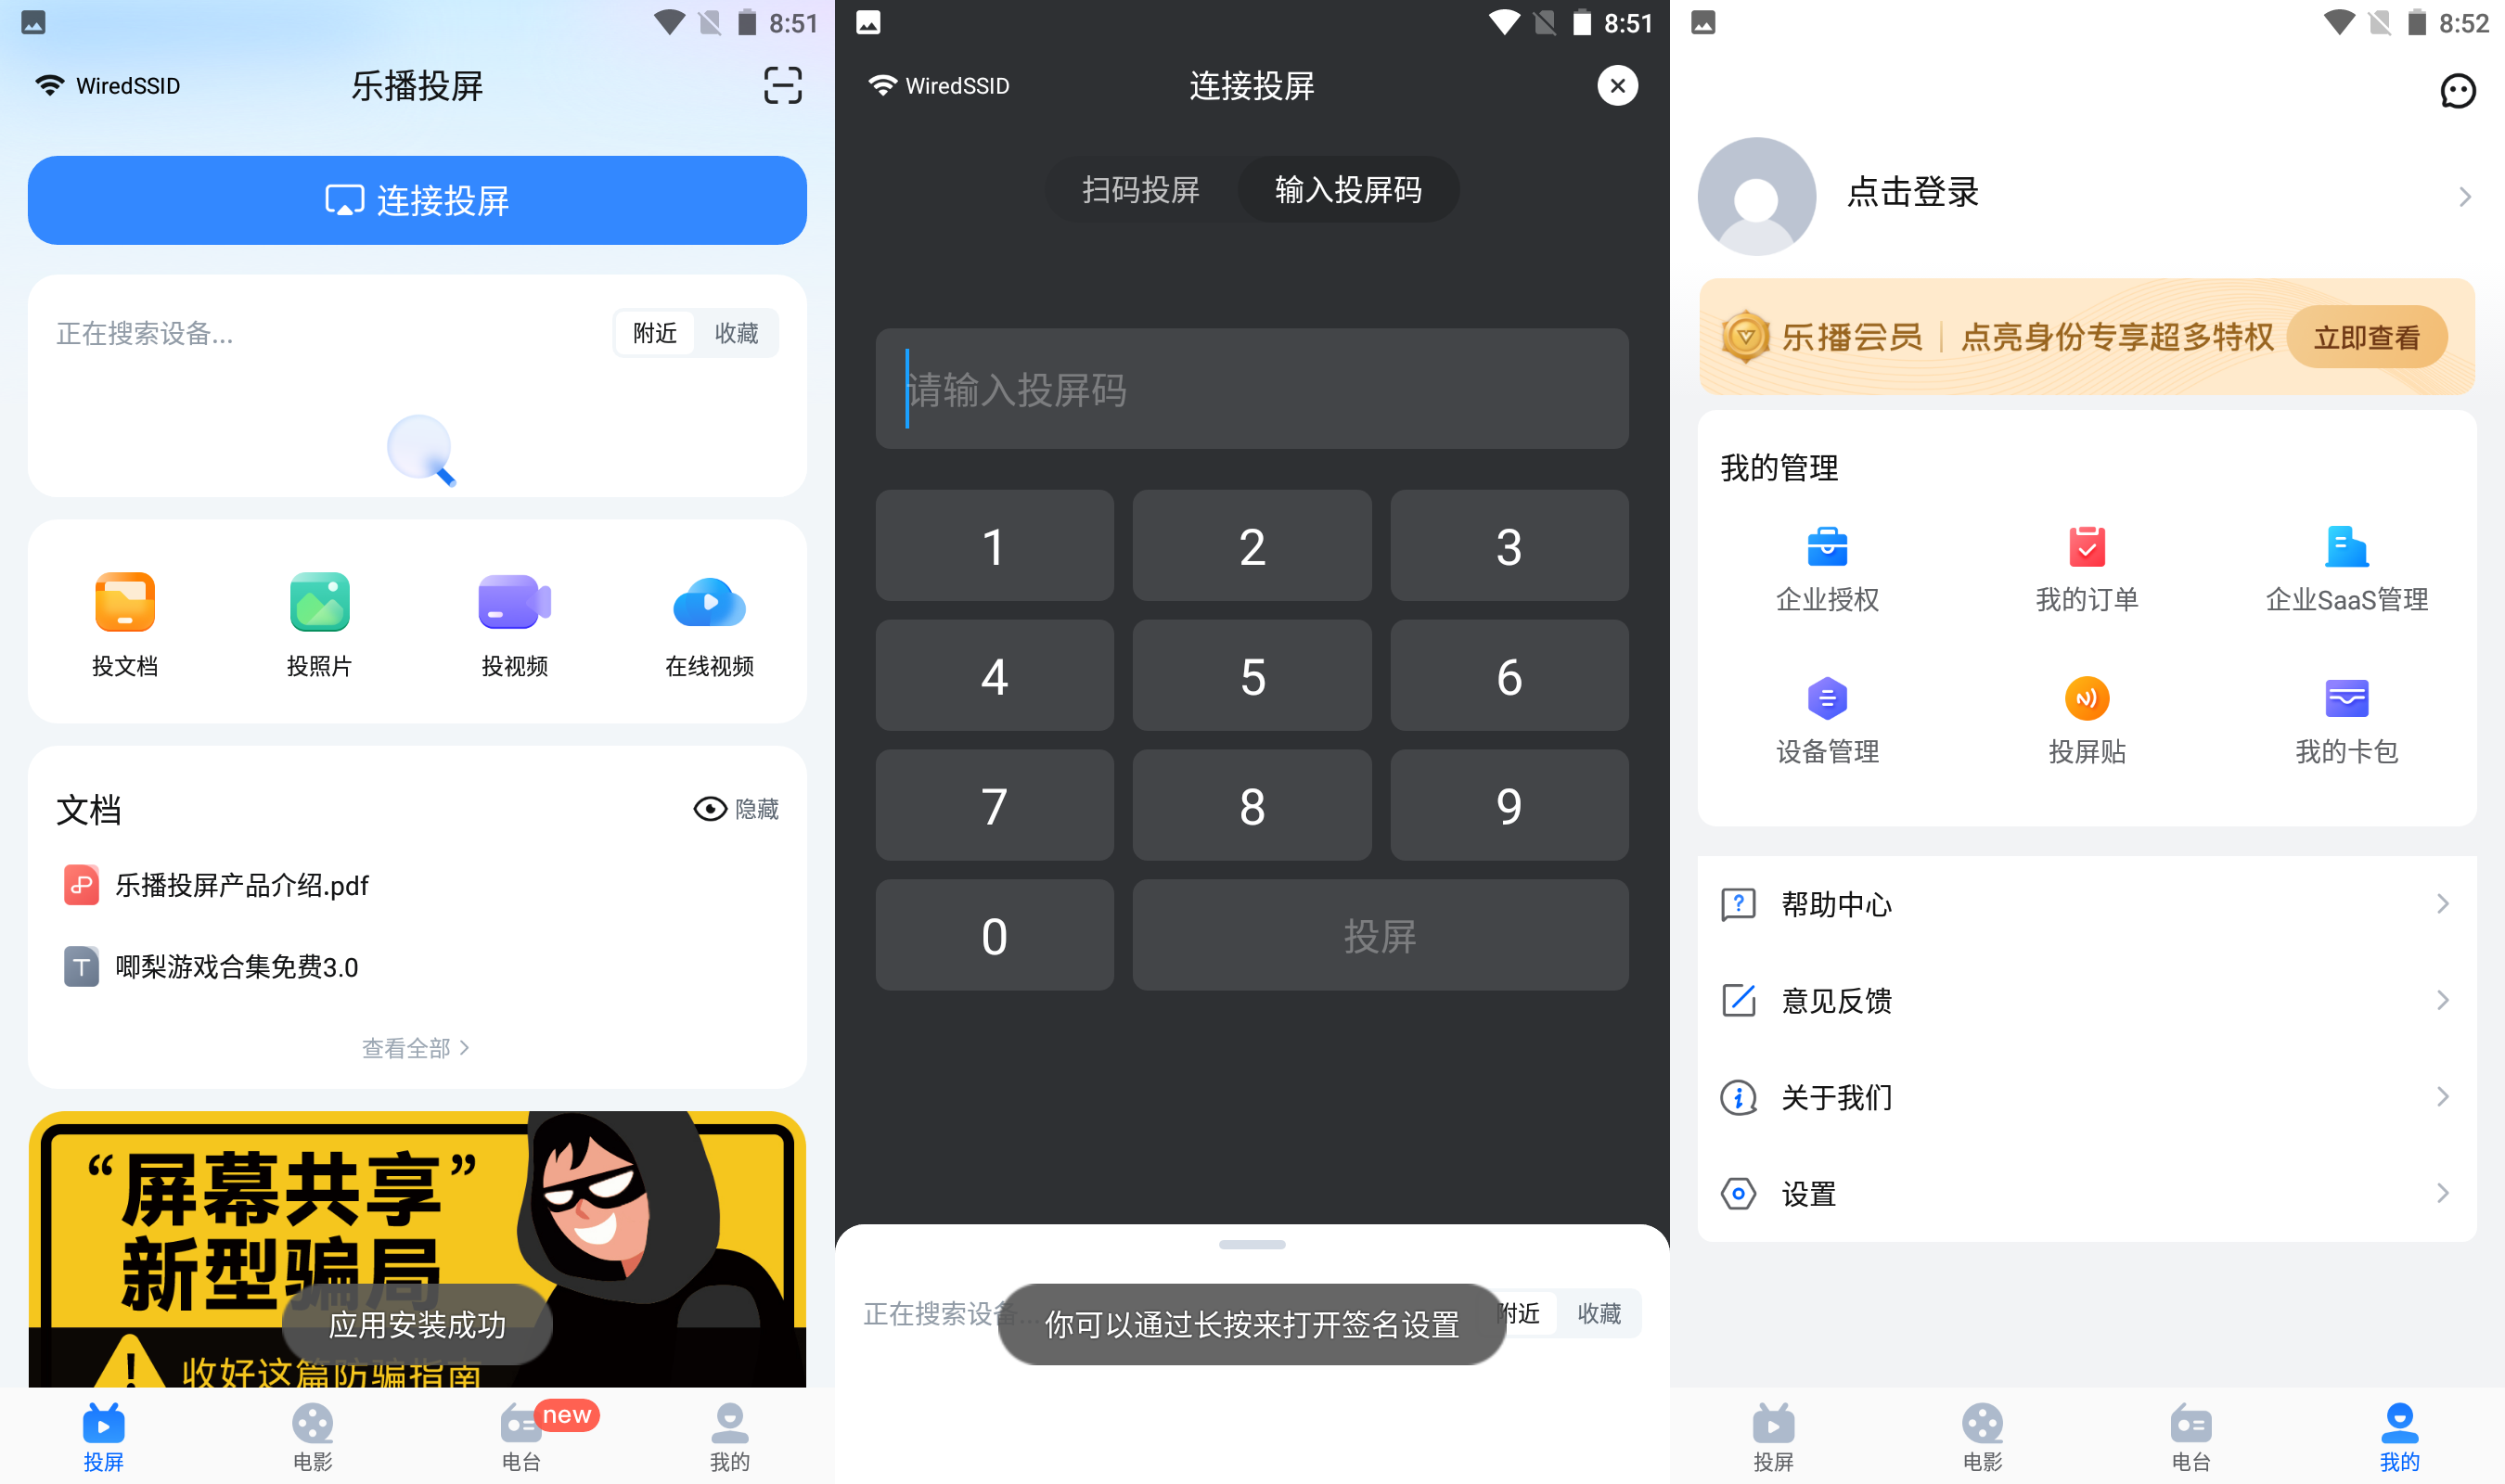 8:51
WiredSSID
乐播投屏
连接投屏
正在搜索设备...
附近
收藏
投文档
投照片
投视频
在线视频
文档
隐藏
乐播投屏产品介绍.pdf
唧梨游戏合集免费3.0
查看全部
“屏幕共享”
新型骗局
收好这篇防骗指南
应用安装成功
投屏
电影
电台
new
我的
8:51
WiredSSID
连接投屏
扫码投屏
输入投屏码
请输入投屏码
1
2
3
4
5
6
7
8
9
0
投屏
正在搜索设备...
附近
收藏
你可以通过长按来打开签名设置
8:52
点击登录
乐播会员
点亮身份专享超多特权
立即查看
我的管理
企业授权
我的订单
企业SaaS管理
设备管理
投屏贴
我的卡包
帮助中心
意见反馈
关于我们
设置
投屏
电影
电台
我的